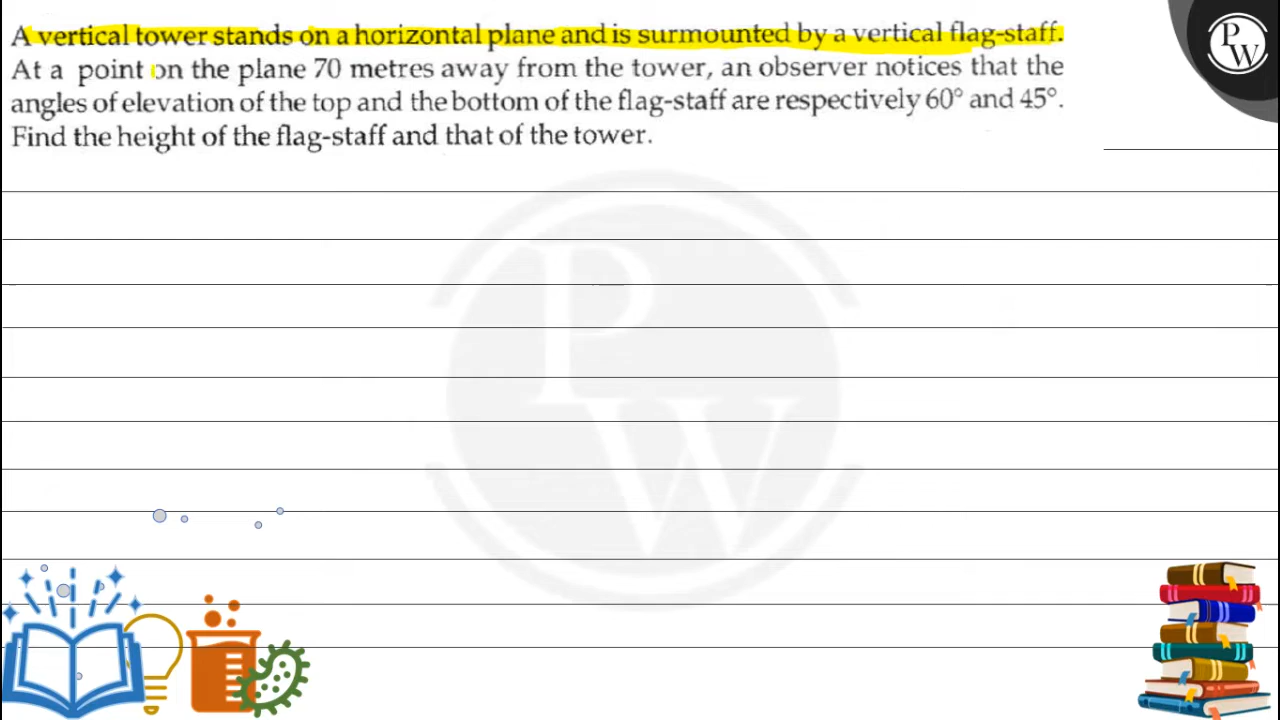 A vertical tower stands on a horizontal plane and is surmounted by a vertical flag-staff.
At a point on the plane 70 metres away from the tower, an observer notices that the
angles of elevation of the top and the bottom of the flag-staff are respectively 60° and 45°.
Find the height of the flag-staff and that of the tower.
P
W
P
W